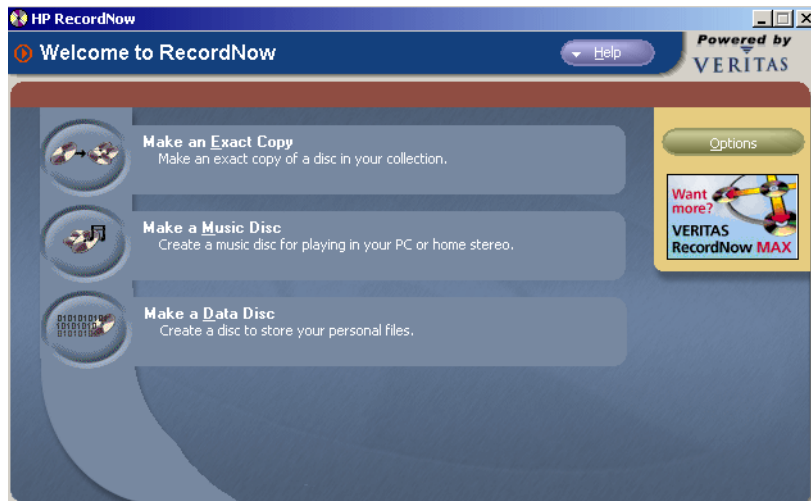 HP RecordNow
Welcome to RecordNow
Help
Powered by
VERITAS
Make an Exact Copy
Make an exact copy of a disc in your collection.
Options
Make a Music Disc
Create a music disc for playing in your PC or home stereo.
Want
more?
VERITAS
RecordNow MAX
Make a Data Disc
Create a disc to store your personal files.